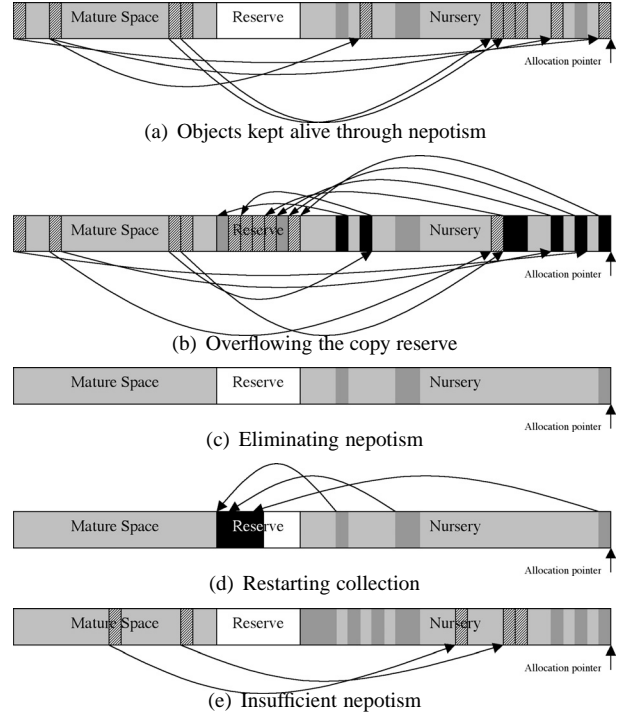 Mature Space Reserve Nursery
Allocation pointer
(a) Objects kept alive through nepotism
Mature Space Reserve Nursery
Allocation pointer
(b) Overflowing the copy reserve
Mature Space Reserve Nursery
Allocation pointer
(c) Eliminating nepotism
Mature Space Reserve Nursery
Allocation pointer
(d) Restarting collection
Mature Space Reserve Nursery
Allocation pointer
(e) Insufficient nepotism